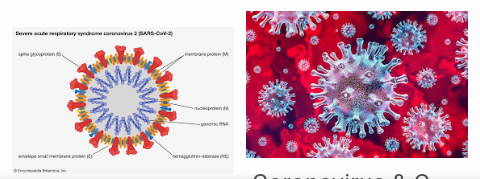 Severe acute respiratory syndrome coronavirus 2 (SARS-CoV-2)
spike glycoprotein (S)
membrane protein (M)
nucleoprotein (N)
genomic RNA
envelope small membrane protein (E)
hemagglutinin-esterase (HE)
© Encyclopædia Britannica, Inc.
Coronavirus & C